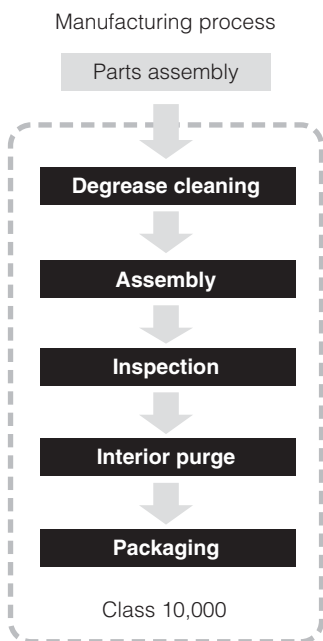 Manufacturing process
Parts assembly
Degrease cleaning
Assembly
Inspection
Interior purge
Packaging
Class 10,000